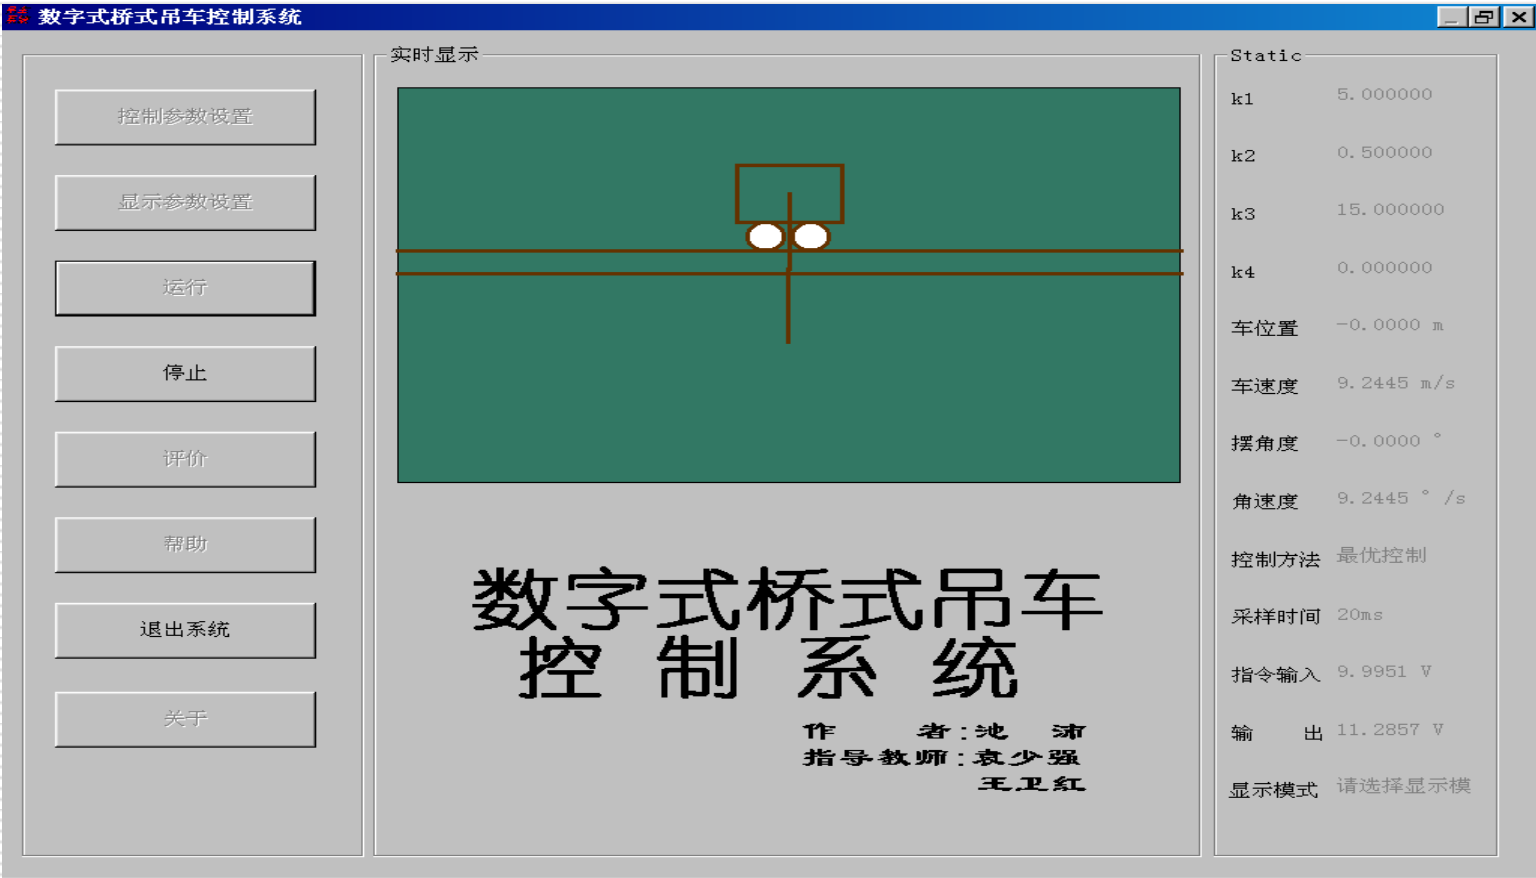 数字式桥式吊车控制系统
控制参数设置
显示参数设置
运行
停止
评价
帮助
退出系统
关于
实时显示
数字式桥式吊车
控制系统
作 者:池 沛
指导教师:袁少强
王卫红
Static
k1 5.000000
k2 0.500000
k3 15.000000
k4 0.000000
车位置 -0.0000 m
车速度 9.2445 m/s
摆角度 -0.0000 °
角速度 9.2445 ° /s
控制方法 最优控制
采样时间 20ms
指令输入 9.9951 V
输 出 11.2857 V
显示模式 请选择显示模